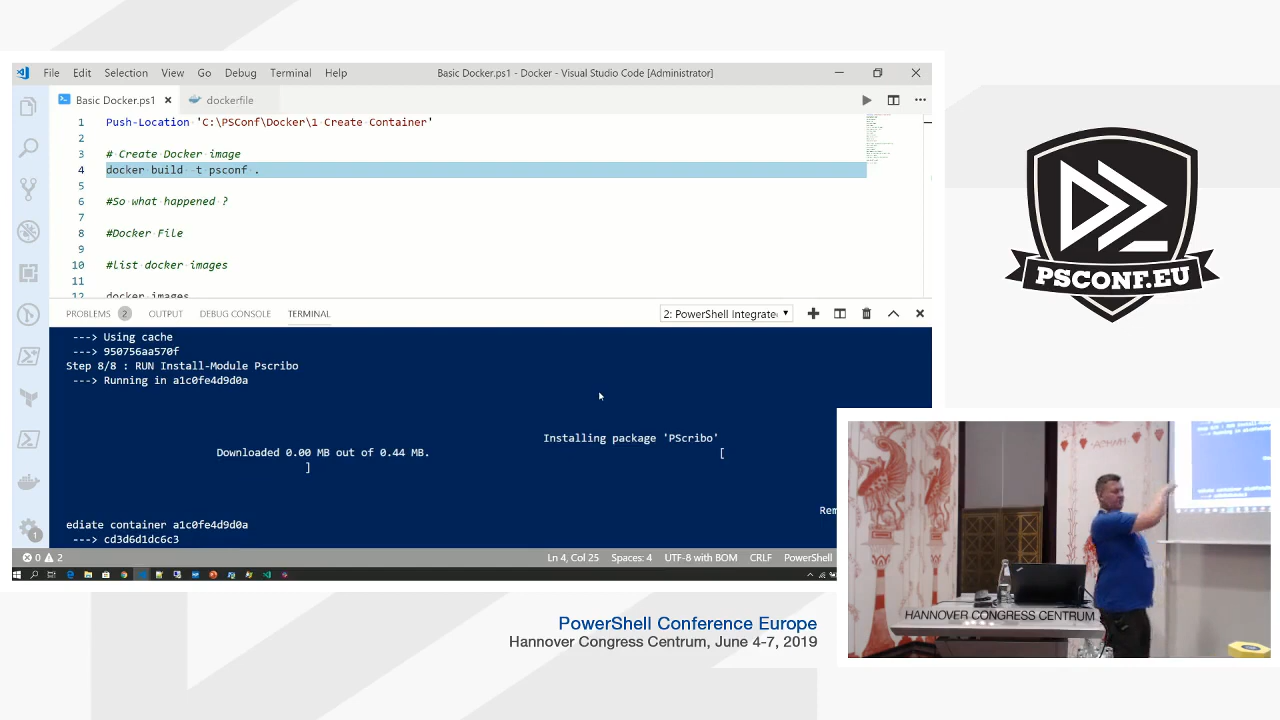 File Edit Selection View Go Debug Terminal Help
Basic Docker.ps1 - Docker - Visual Studio Code [Administrator]
Basic Docker.ps1
dockerfile
1 Push-Location 'C:\PSConf\Docker\1 Create Container'
2
3 # Create Docker image
4 docker build -t psconf .
5
6 #So what happened ?
7
8 #Docker File
9
10 #list docker images
11
12 docker images
PROBLEMS 2 OUTPUT DEBUG CONSOLE TERMINAL
2: PowerShell Integrate
---> Using cache
---> 950756aa570f
Step 8/8 : RUN Install-Module Pscribo
---> Running in a1c0fe4d9d0a
Installing package 'PScribo'
Downloaded 0.00 MB out of 0.44 MB. [
]
Rem
ediate container a1c0fe4d9d0a
---> cd3d6d1dc6c3
0 2 Ln 4, Col 25 Spaces: 4 UTF-8 with BOM CRLF PowerShell
1
PSCONF.EU
HANNOVER CONGRESS CENTRUM
PowerShell Conference Europe
Hannover Congress Centrum, June 4-7, 2019